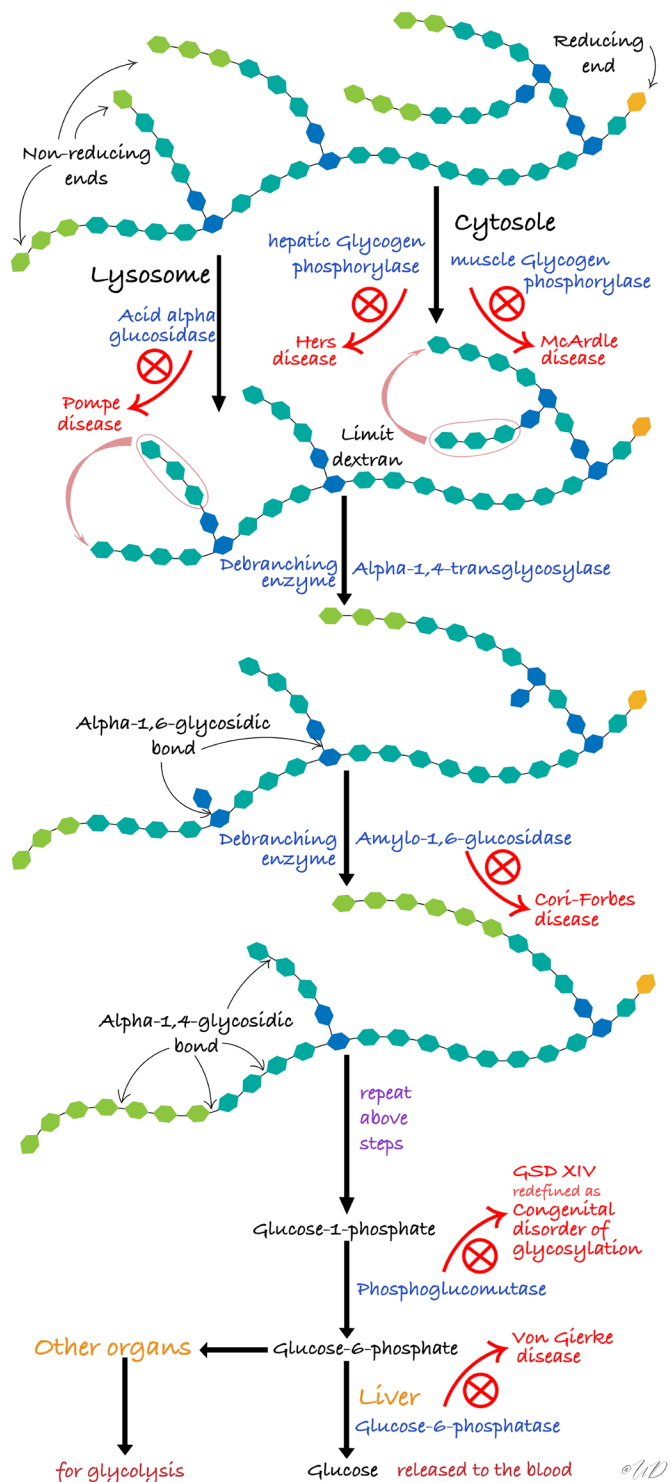 Reducing
end
Non-reducing
ends
Cytosole
hepatic Glycogen
phosphorylase
muscle Glycogen
phosphorylase
Lysosome
Acid alpha
glucosidase
Hers
disease
McArdle
disease
Pompe
disease
Limit
dextran
Debranching
enzyme
Alpha-1,4-transglycosylase
Alpha-1,6-glycosidic
bond
Debranching
enzyme
Amylo-1,6-glucosidase
Cori-Forbes
disease
Alpha-1,4-glycosidic
bond
repeat
above
steps
GSD XIV
redefined as
Congenital
disorder of
glycosylation
Glucose-1-phosphate
Phosphoglucomutase
Other organs
Glucose-6-phosphate
Von Gierke
disease
Liver
Glucose-6-phosphatase
for glycolysis
Glucose released to the blood